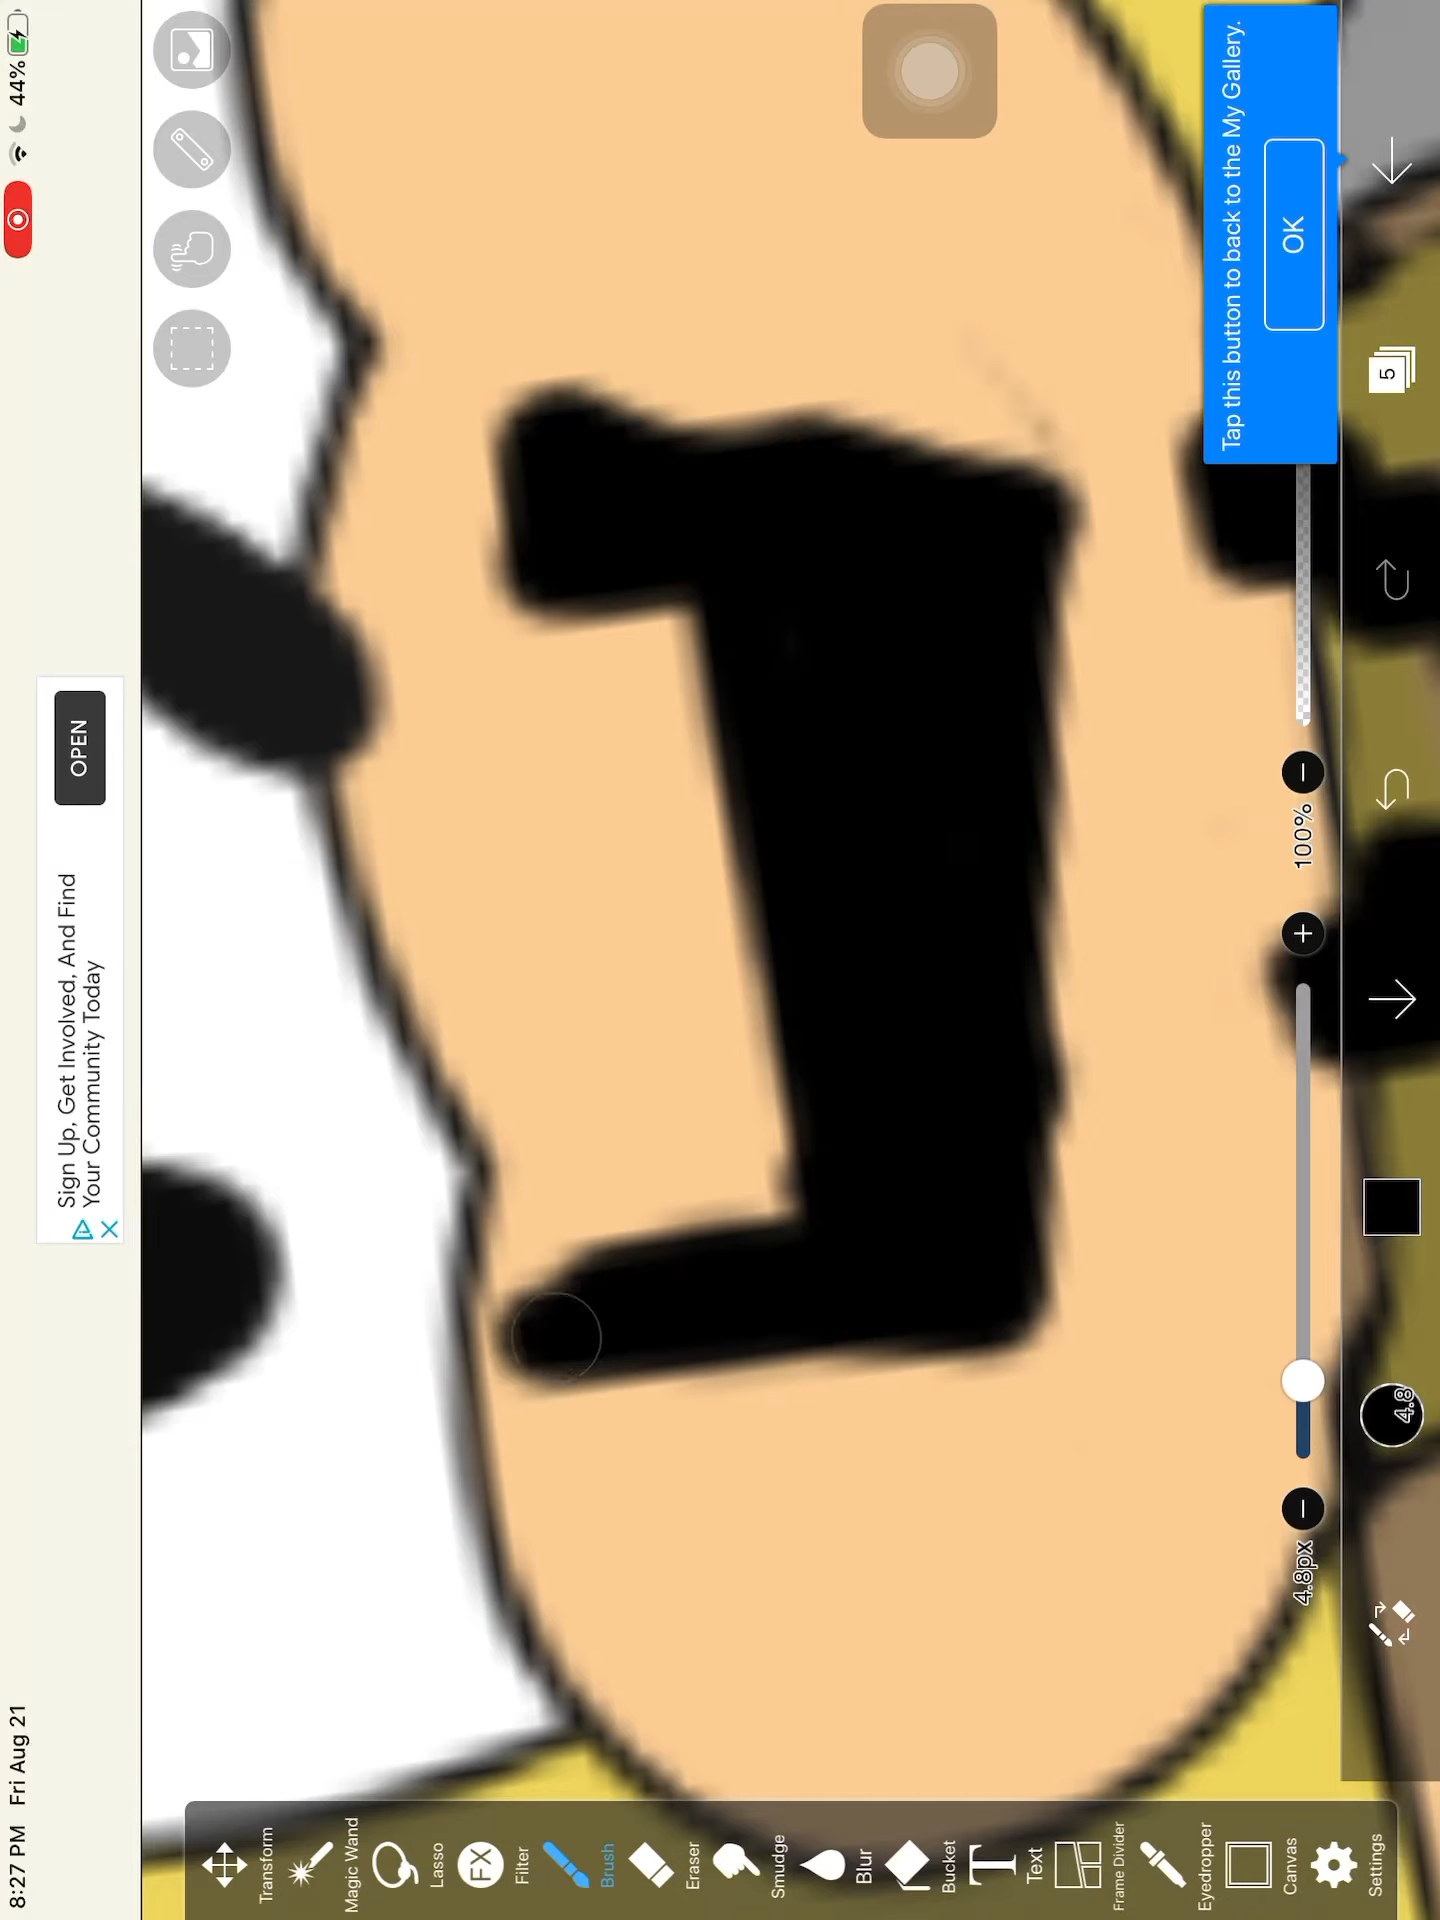 8:27 PM Fri Aug 21
44%
Sign Up, Get Involved, And Find
Your Community Today
OPEN
Transform
Magic Wand
Lasso
FX
Filter
Brush
Eraser
Smudge
Blur
Bucket
T
Text
Frame Divider
Eyedropper
Canvas
Settings
4.8px
100%
4.8
5
Tap this button to back to the My Gallery.
OK